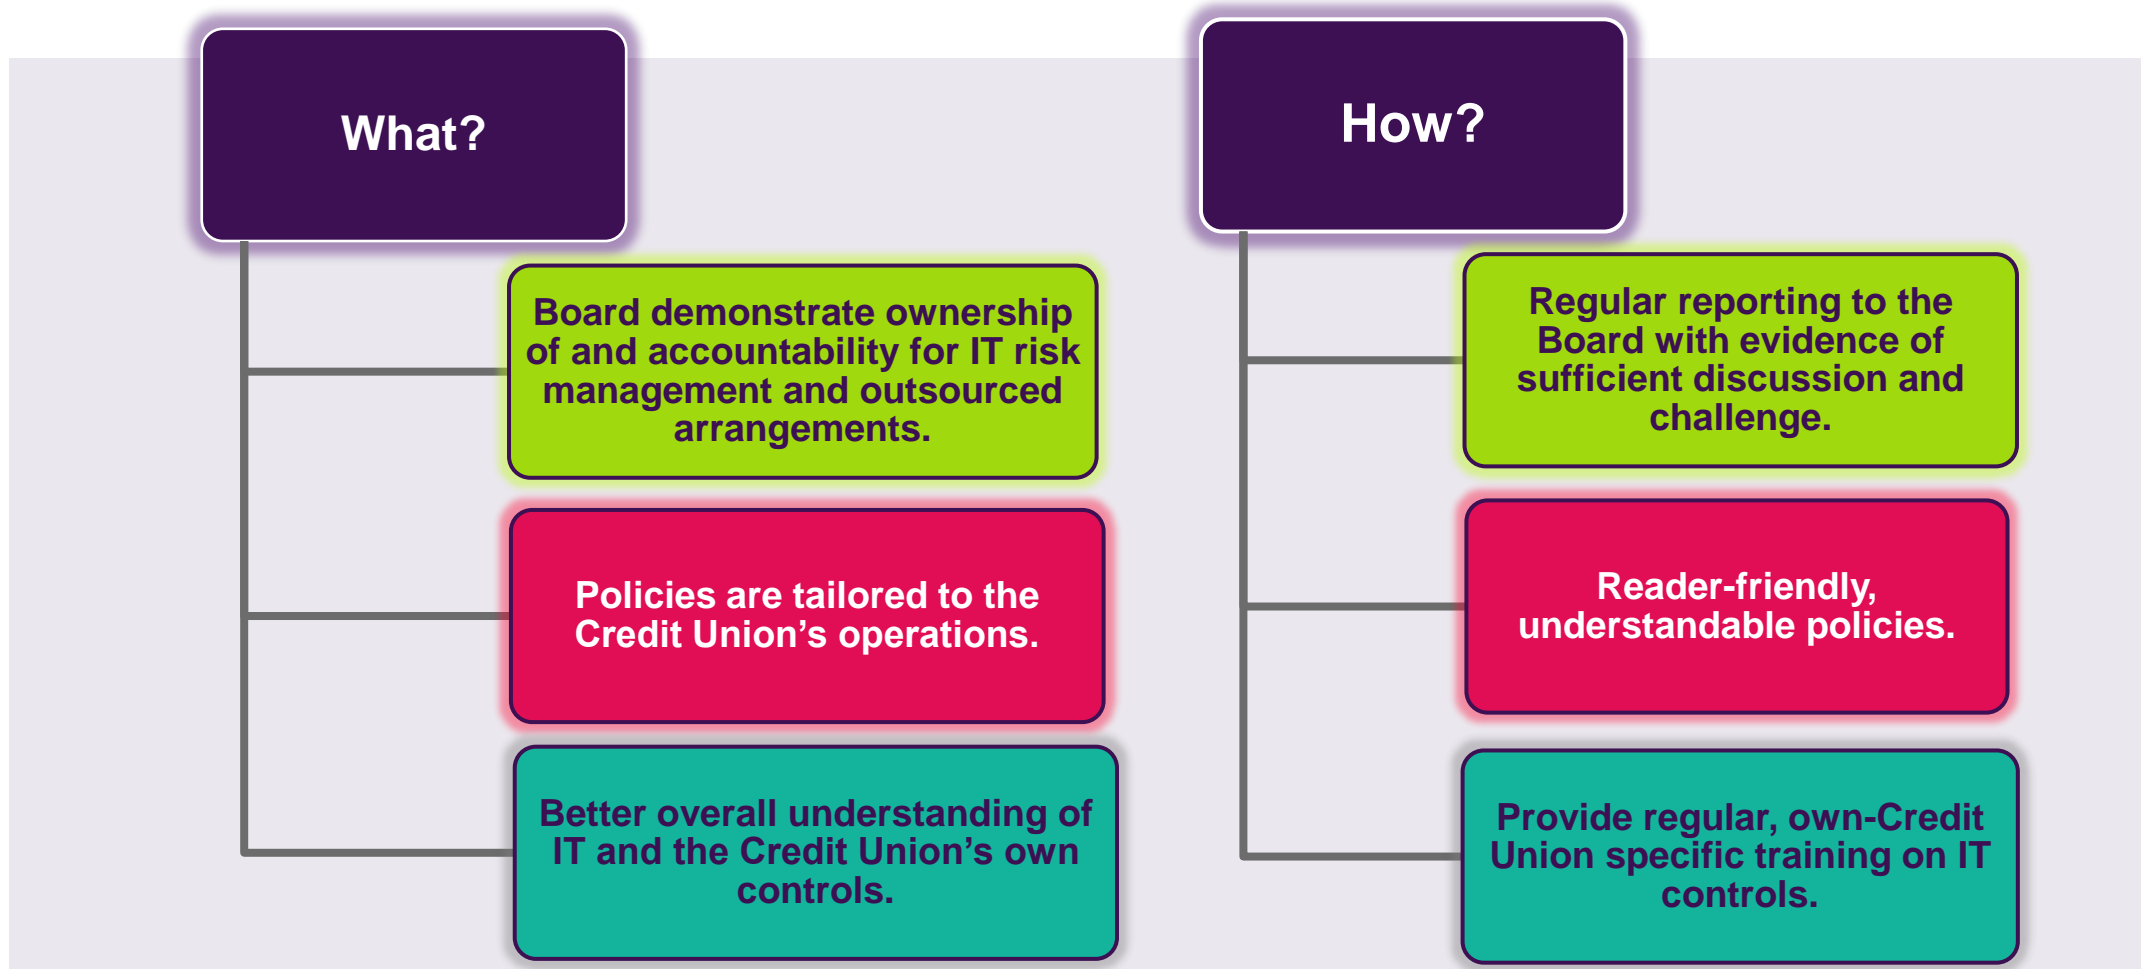 What?
Board demonstrate ownership
of and accountability for IT risk
management and outsourced
arrangements.
Policies are tailored to the
Credit Union’s operations.
Better overall understanding of
IT and the Credit Union’s own
controls.
How?
Regular reporting to the
Board with evidence of
sufficient discussion and
challenge.
Reader-friendly,
understandable policies.
Provide regular, own-Credit
Union specific training on IT
controls.